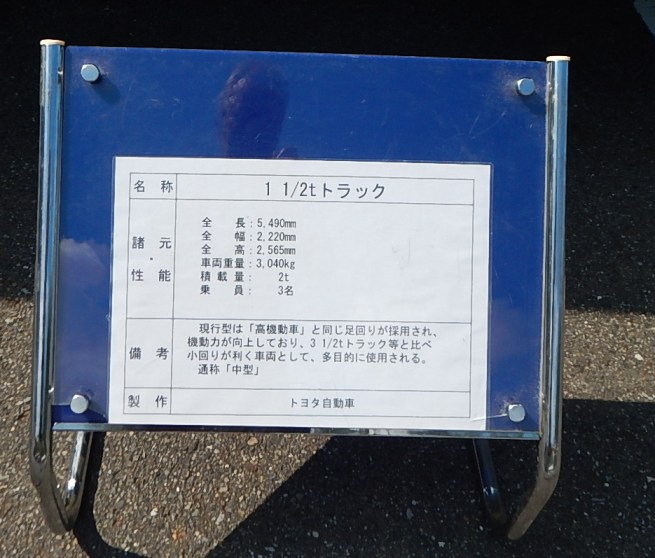 名称 1 1/2tトラック
諸元・性能
全長：5,490mm
全幅：2,220mm
全高：2,565mm
車両重量：3,040kg
積載量：2t
乗員：3名
備考
現行型は「高機動車」と同じ足回りが採用され、
機動力が向上しており、3 1/2tトラック等と比べ
小回りが利く車両として、多目的に使用される。
通称「中型」
製作 トヨタ自動車